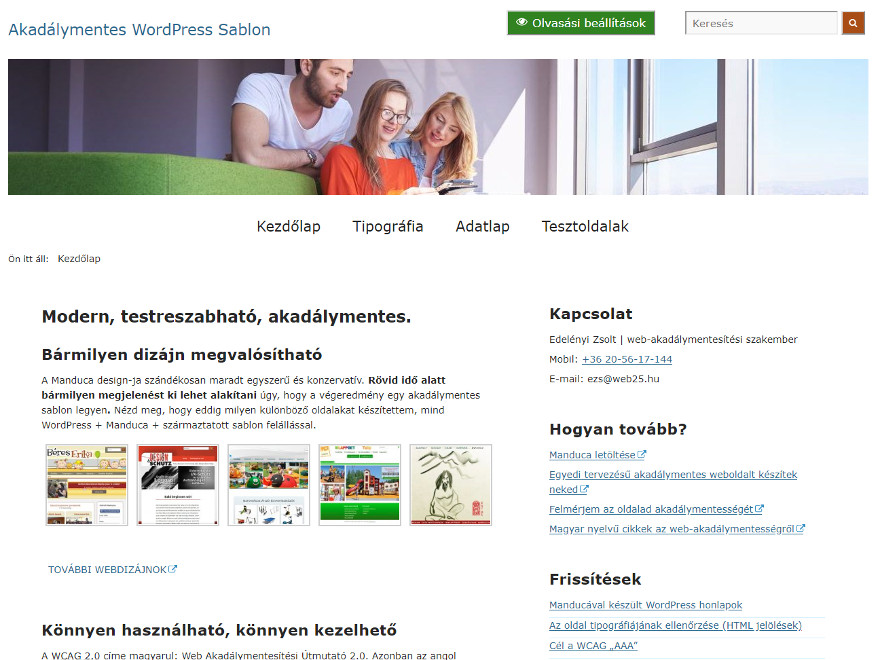 Akadálymentes WordPress Sablon
Olvasási beállítások
Keresés
Kezdőlap Tipográfia Adatlap Tesztoldalak
Ön itt áll: Kezdőlap
Modern, testreszabható, akadálymentes.
Bármilyen dizájn megvalósítható
A Manduca design-ja szándékosan maradt egyszerű és konzervatív. Rövid idő alatt
bármilyen megjelenést ki lehet alakítani úgy, hogy a végeredmény egy akadálymentes
sablon legyen. Nézd meg, hogy eddig milyen különböző oldalakat készítettem, mind
WordPress + Manduca + származtatott sablon felállással.
Béres Erika
TOVÁBBI WEBDIZÁJNOK
Könnyen használható, könnyen kezelhető
A WCAG 2.0 címe magyarul: Web Akadálymentesítési Útmutató 2.0. Azonban az angol
Kapcsolat
Edelényi Zsolt | web-akadálymentesítési szakember
Mobil: +36 20-56-17-144
E-mail: ezs@web25.hu
Hogyan tovább?
Manduca letöltése
Egyedi tervezésű akadálymentes weboldalt készítek
neked
Felmérjem az oldalad akadálymentességét
Magyar nyelvű cikkek az web-akadálymentességről
Frissítések
Manducával készült WordPress honlapok
Az oldal tipográfiájának ellenőrzése (HTML jelölések)
Cél a WCAG „AAA”